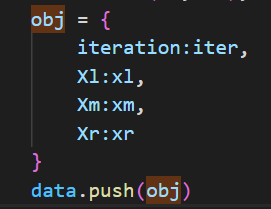 obj = {
iteration:iter,
Xl:xl,
Xm:xm,
Xr:xr
}
data.push(obj)